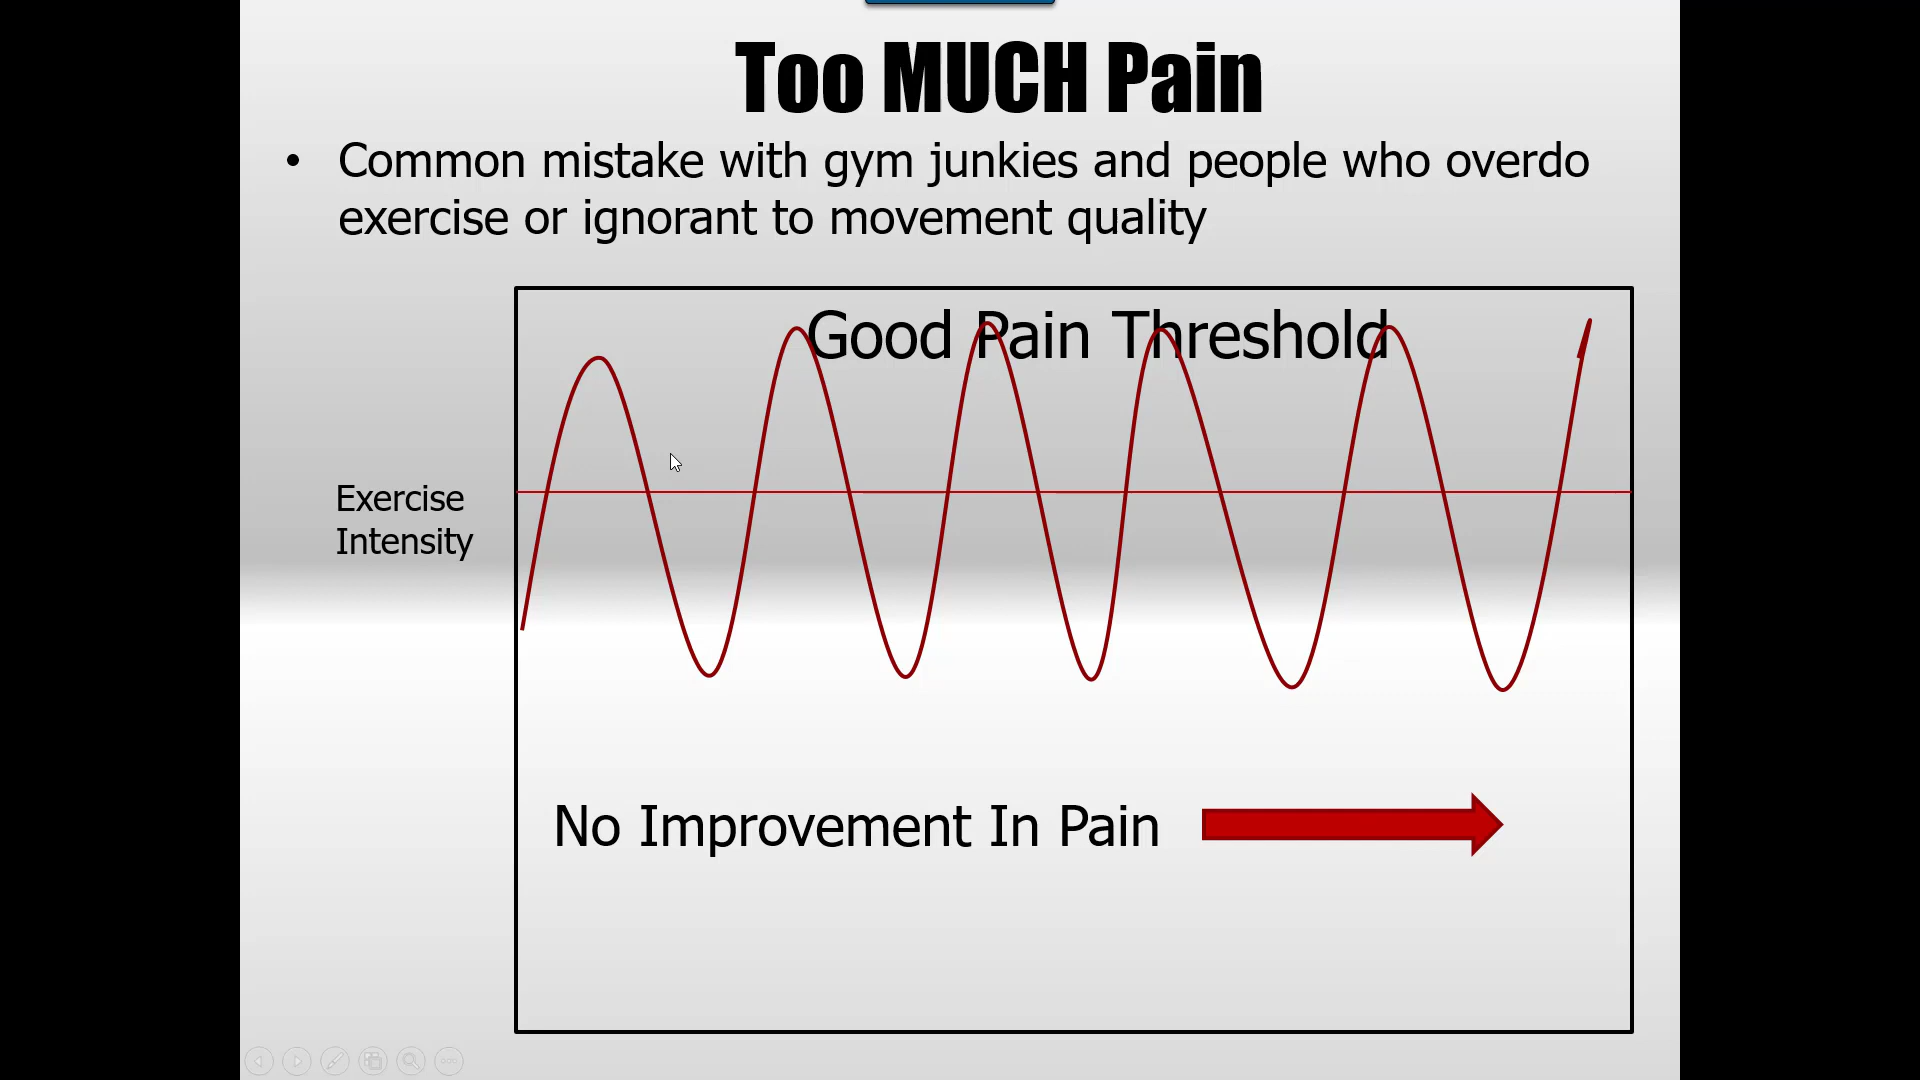 Too MUCH Pain
• Common mistake with gym junkies and people who overdo
exercise or ignorant to movement quality
Good Pain Threshold
Exercise
Intensity
No Improvement In Pain